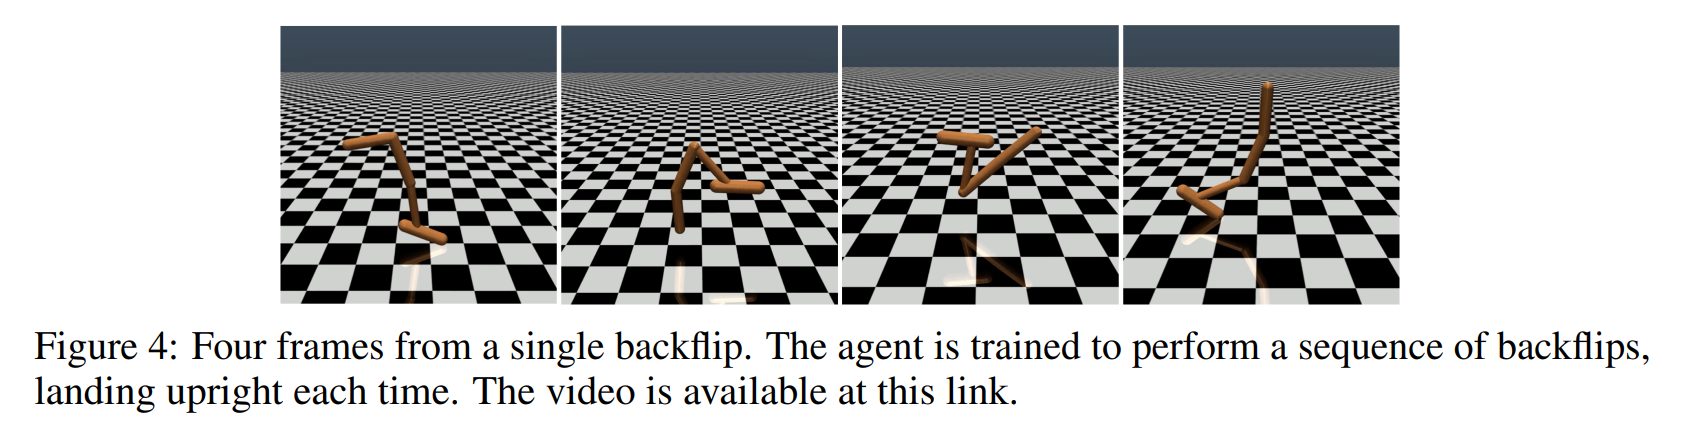 Figure 4: Four frames from a single backflip. The agent is trained to perform a sequence of backflips,
landing upright each time. The video is available at this link.